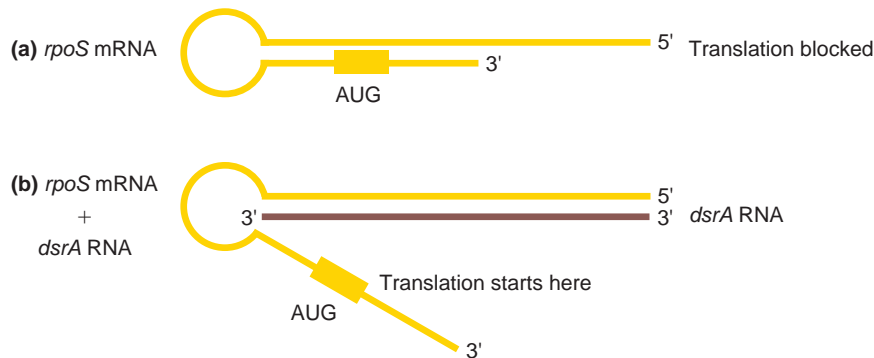 (a) rpoS mRNA
5' Translation blocked
3'
AUG
(b) rpoS mRNA
5'
+
3'
3' dsrA RNA
dsrA RNA
Translation starts here
AUG
3'